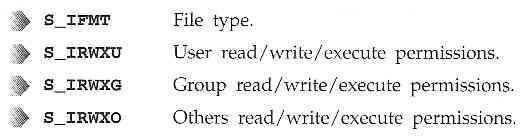 S_IFMT File type.
S_IRWXU User read/write/execute permissions.
S_IRWXG Group read/write/execute permissions.
S_IRWXO Others read/write/execute permissions.